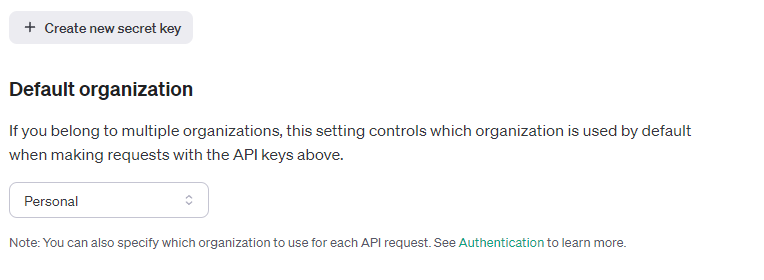 + Create new secret key
Default organization
If you belong to multiple organizations, this setting controls which organization is used by default
when making requests with the API keys above.
Personal
Note: You can also specify which organization to use for each API request. See Authentication to learn more.